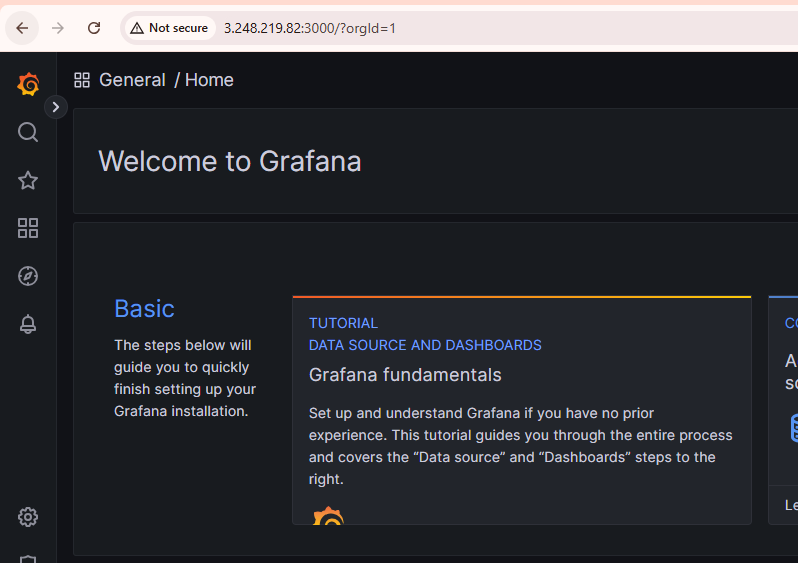 Not secure 3.248.219.82:3000/?orgId=1
General / Home
Welcome to Grafana
Basic
The steps below will
guide you to quickly
finish setting up your
Grafana installation.
TUTORIAL
DATA SOURCE AND DASHBOARDS
Grafana fundamentals
Set up and understand Grafana if you have no prior
experience. This tutorial guides you through the entire process
and covers the “Data source” and “Dashboards” steps to the
right.